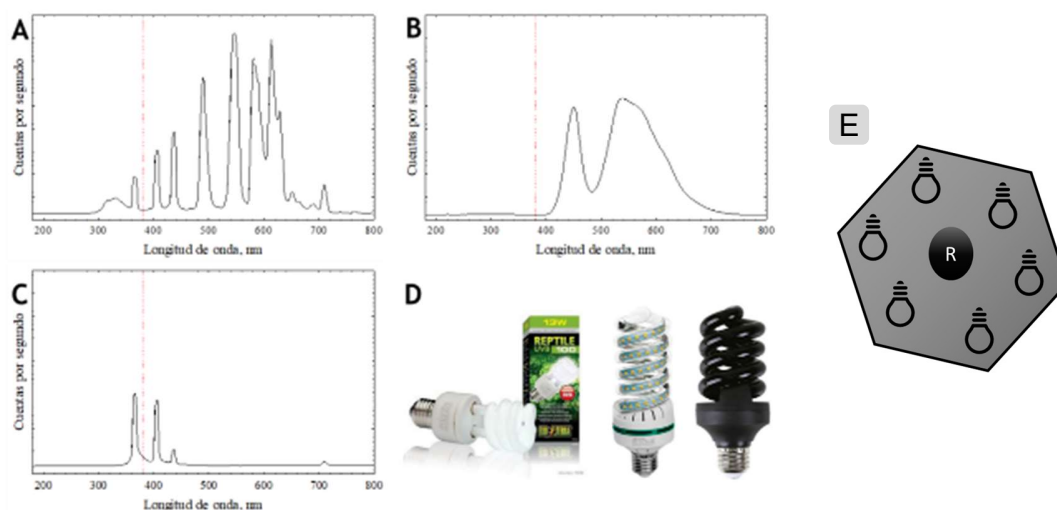 A
Cuentas por segundo
200 300 400 500 600 700 800
Longitud de onda, nm
B
Cuentas por segundo
200 300 400 500 600 700 800
Longitud de onda, nm
C
Cuentas por segundo
200 300 400 500 600 700 800
Longitud de onda, nm
D
13W
REPTILE
UVB 100
E
R